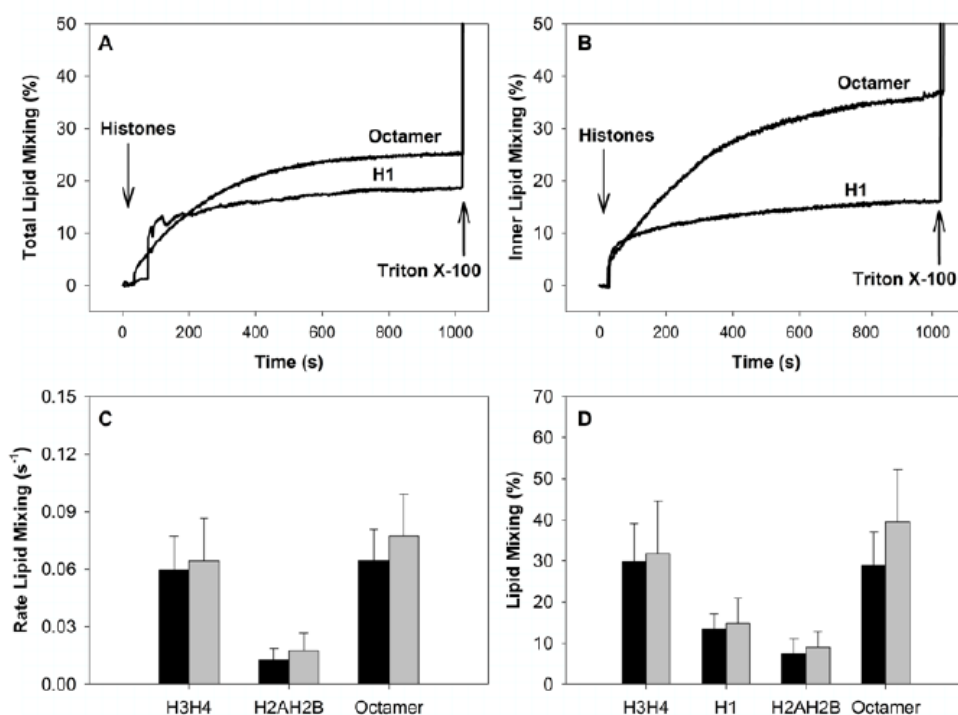 A
Total Lipid Mixing (%)
50
40
30
20
10
0
Histones
Octamer
H1
Triton X-100
0 200 400 600 800 1000
Time (s)
B
Inner Lipid Mixing (%)
50
40
30
20
10
0
Histones
Octamer
H1
Triton X-100
0 200 400 600 800 1000
Time (s)
C
Rate Lipid Mixing (s⁻¹)
0.15
0.12
0.09
0.06
0.03
0.00
H3H4 H2AH2B Octamer
D
Lipid Mixing (%)
70
60
50
40
30
20
10
0
H3H4 H1 H2AH2B Octamer